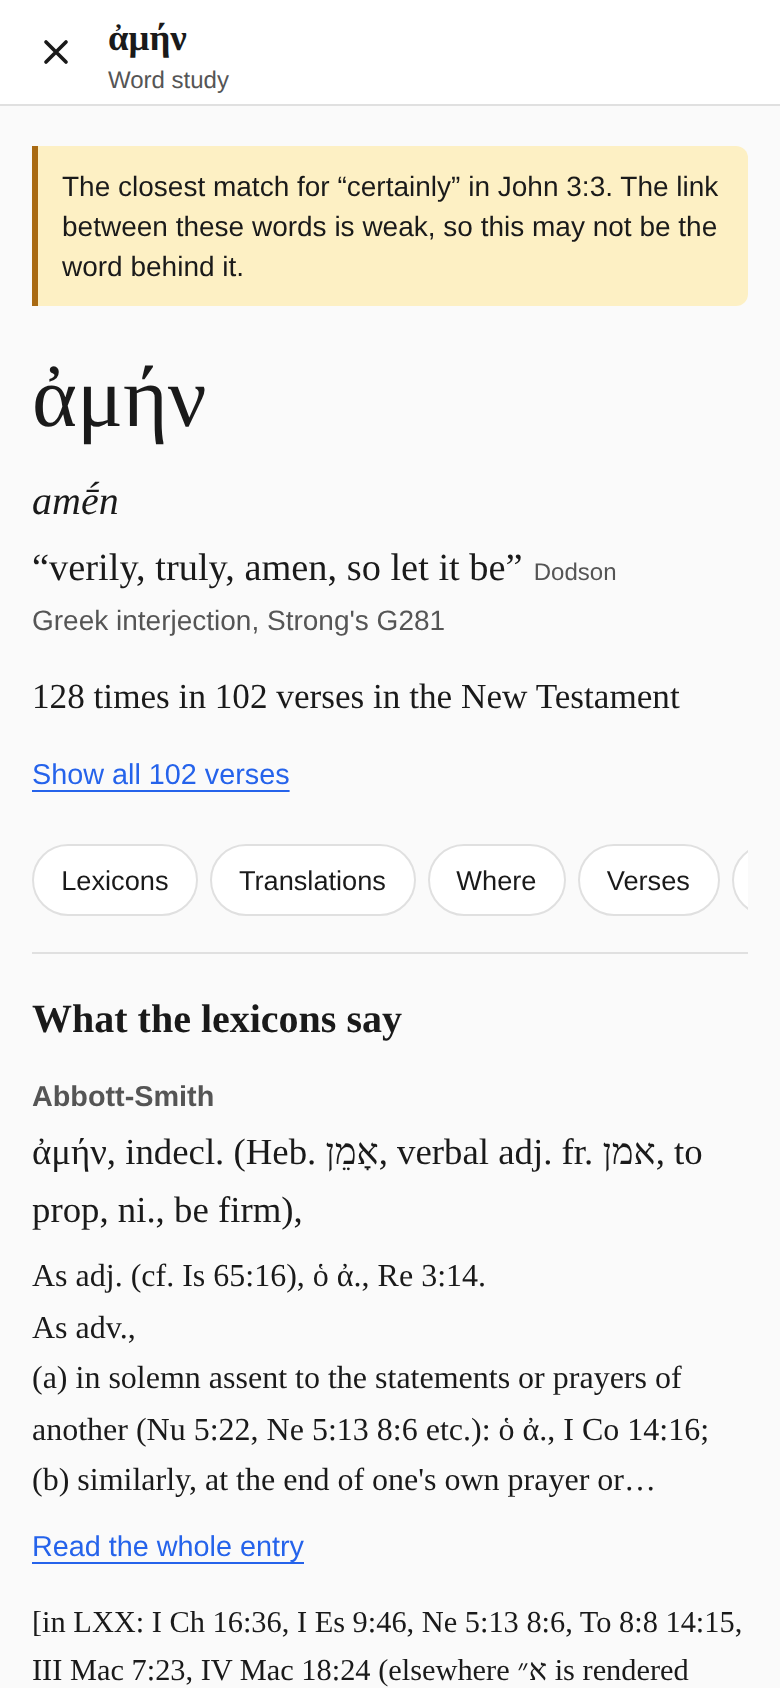 ἀμήν
Word study
The closest match for “certainly” in John 3:3. The link
between these words is weak, so this may not be the
word behind it.
ἀμήν
amḗn
“verily, truly, amen, so let it be” Dodson
Greek interjection, Strong's G281
128 times in 102 verses in the New Testament
Show all 102 verses
Lexicons Translations Where Verses
What the lexicons say
Abbott-Smith
ἀμήν, indecl. (Heb. אָמֵן, verbal adj. fr. אמן, to
prop, ni., be firm),
As adj. (cf. Is 65:16), ὁ ἀ., Re 3:14.
As adv.,
(a) in solemn assent to the statements or prayers of
another (Nu 5:22, Ne 5:13 8:6 etc.): ὁ ἀ., I Co 14:16;
(b) similarly, at the end of one's own prayer or…
Read the whole entry
[in LXX: I Ch 16:36, I Es 9:46, Ne 5:13 8:6, To 8:8 14:15,
III Mac 7:23, IV Mac 18:24 (elsewhere א״ is rendered